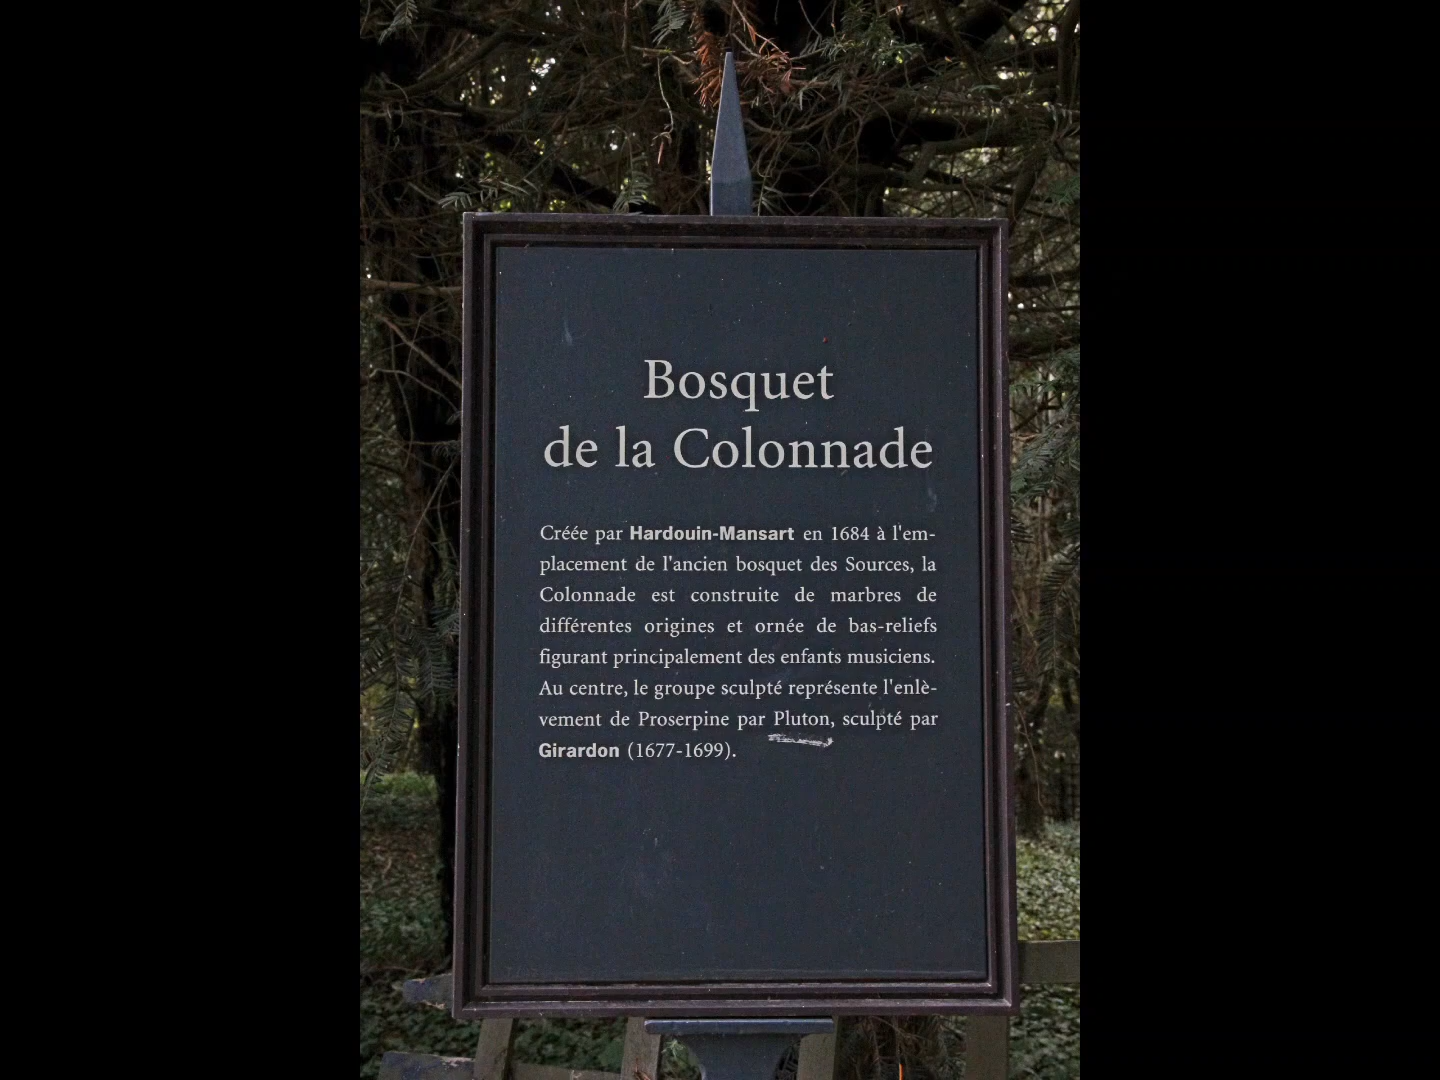 Bosquet
de la Colonnade
Créée par Hardouin-Mansart en 1684 à l'em-
placement de l'ancien bosquet des Sources, la
Colonnade est construite de marbres de
différentes origines et ornée de bas-reliefs
figurant principalement des enfants musiciens.
Au centre, le groupe sculpté représente l'enlè-
vement de Proserpine par Pluton, sculpté par
Girardon (1677-1699).